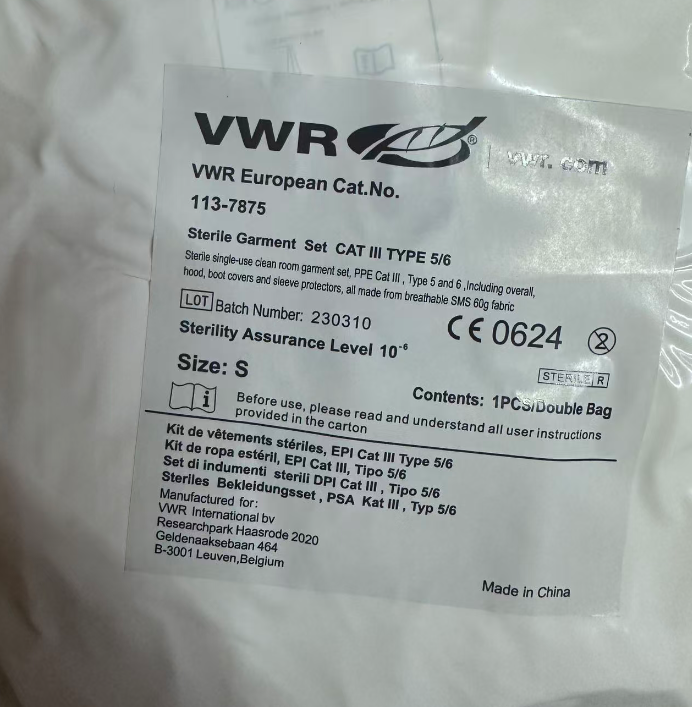 VWR
vwr.com
VWR European Cat.No.
113-7875
Sterile Garment Set CAT III TYPE 5/6
Sterile single-use clean room garment set, PPE Cat III, Type 5 and 6 ,Including overall,
hood, boot covers and sleeve protectors, all made from breathable SMS 60g fabric
LOT Batch Number: 230310
CE 0624
Sterility Assurance Level 10⁻⁶
STERILE R
Size: S
Contents: 1PCS/Double Bag
Before use, please read and understand all user instructions
provided in the carton
Kit de vêtements stériles, EPI Cat III Type 5/6
Kit de ropa estéril, EPI Cat III, Tipo 5/6
Set di indumenti sterili DPI Cat III , Tipo 5/6
Steriles Bekleidungsset , PSA Kat III , Typ 5/6
Manufactured for:
VWR International bv
Researchpark Haasrode 2020
Geldenaaksebaan 464
B-3001 Leuven,Belgium
Made in China